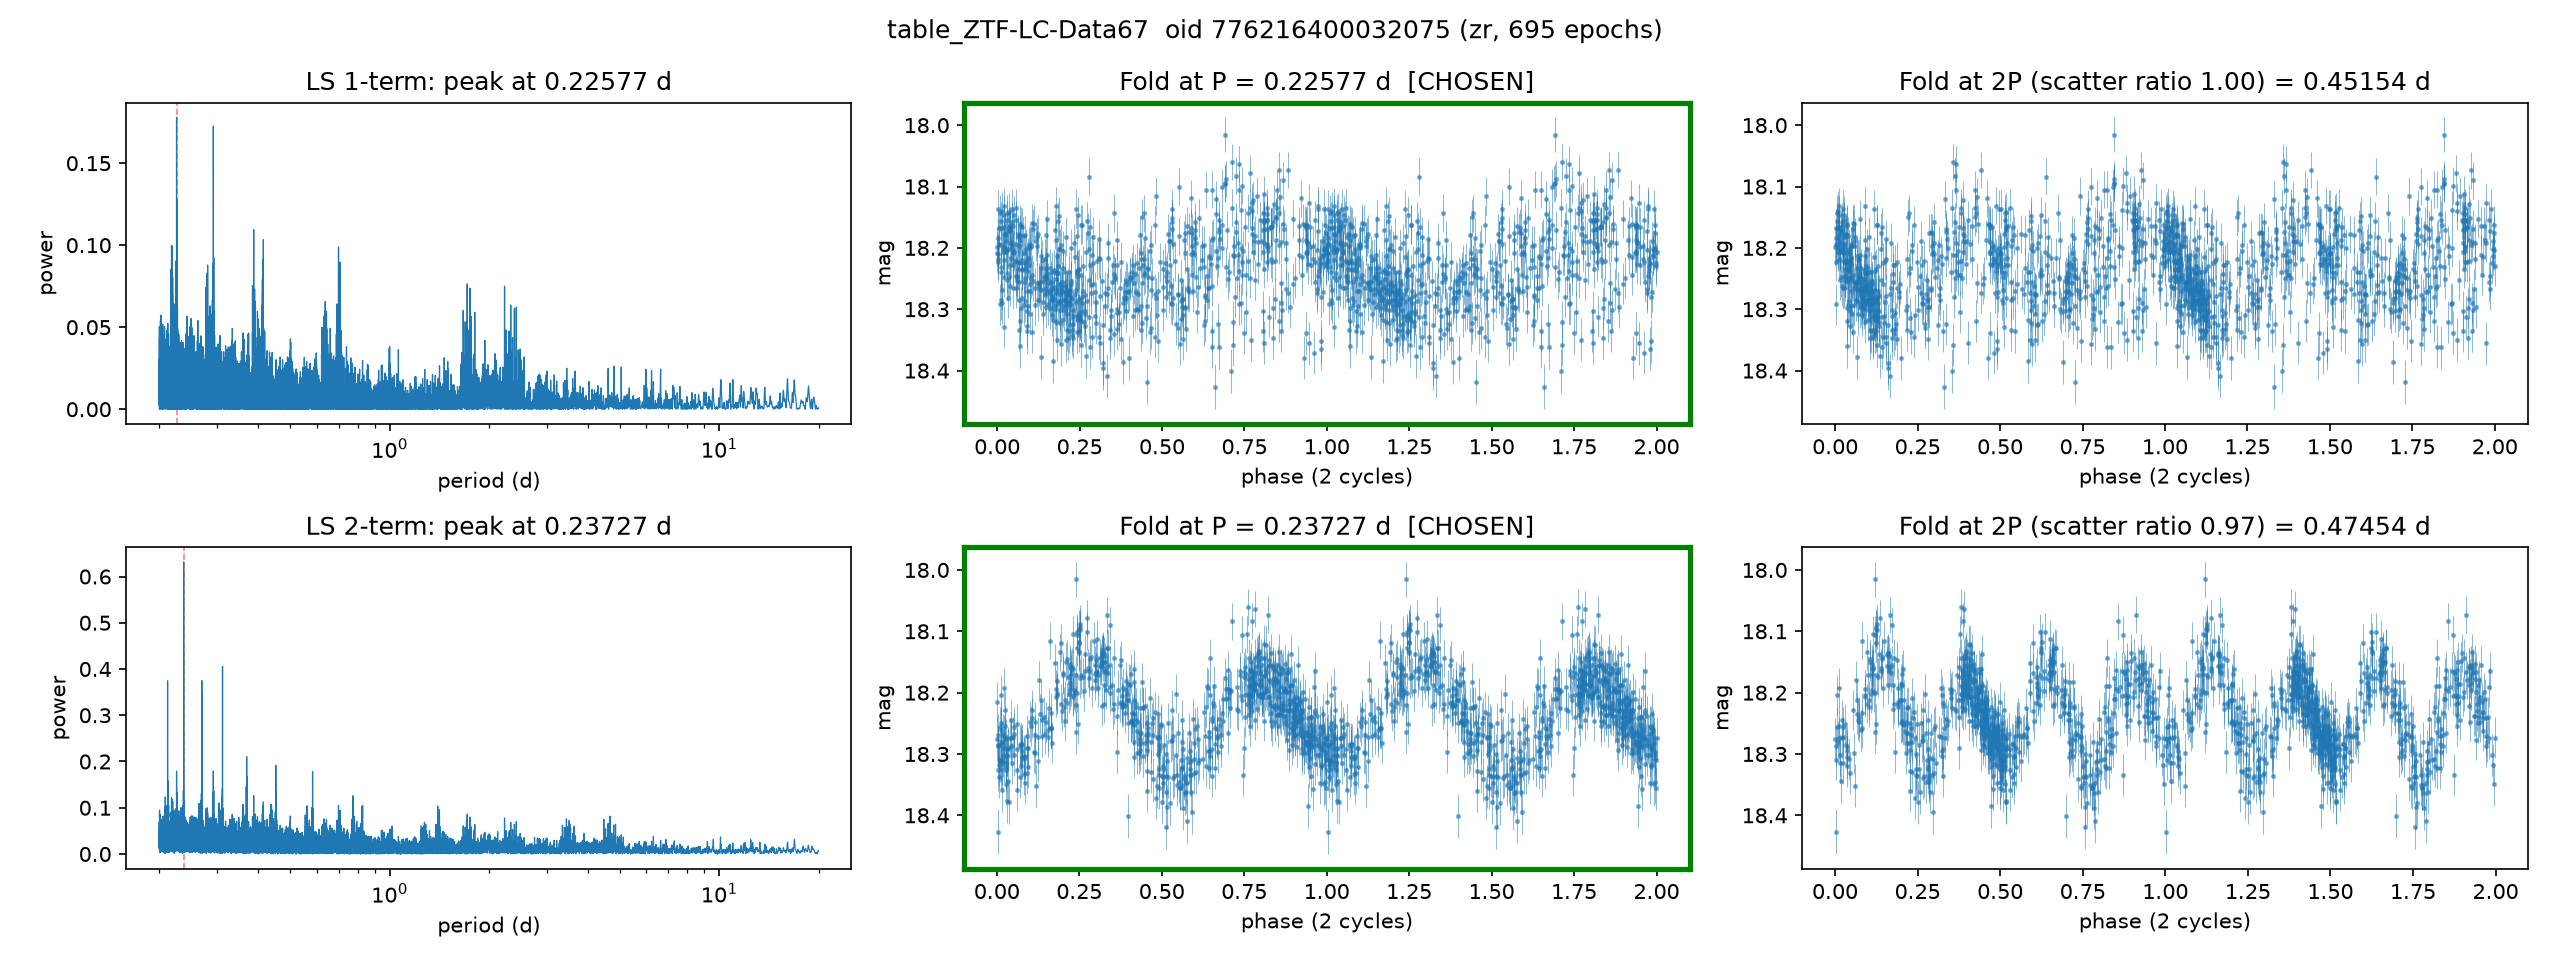 table_ZTF-LC-Data67  oid 776216400032075 (zr, 695 epochs)
LS 1-term: peak at 0.22577 d
power
0.15
0.10
0.05
0.00
10⁰
10¹
period (d)
Fold at P = 0.22577 d  [CHOSEN]
mag
18.0
18.1
18.2
18.3
18.4
0.00 0.25 0.50 0.75 1.00 1.25 1.50 1.75 2.00
phase (2 cycles)
Fold at 2P (scatter ratio 1.00) = 0.45154 d
mag
18.0
18.1
18.2
18.3
18.4
0.00 0.25 0.50 0.75 1.00 1.25 1.50 1.75 2.00
phase (2 cycles)
LS 2-term: peak at 0.23727 d
power
0.6
0.5
0.4
0.3
0.2
0.1
0.0
10⁰
10¹
period (d)
Fold at P = 0.23727 d  [CHOSEN]
mag
18.0
18.1
18.2
18.3
18.4
0.00 0.25 0.50 0.75 1.00 1.25 1.50 1.75 2.00
phase (2 cycles)
Fold at 2P (scatter ratio 0.97) = 0.47454 d
mag
18.0
18.1
18.2
18.3
18.4
0.00 0.25 0.50 0.75 1.00 1.25 1.50 1.75 2.00
phase (2 cycles)